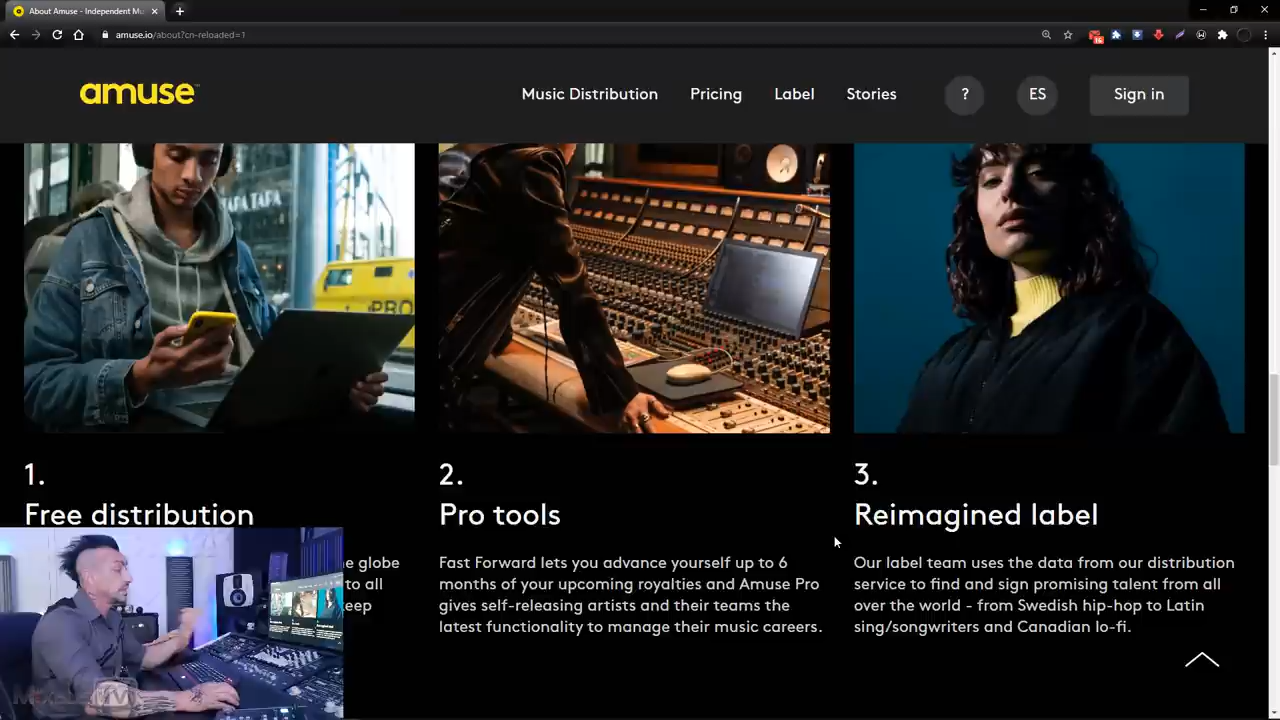 About Amuse - Independent Mu
amuse.io/about?cn-reloaded=1
amuse
Music Distribution
Pricing
Label
Stories
?
ES
Sign in
PRO
1.
Free distribution
e globe
to all
eep
2.
Pro tools
Fast Forward lets you advance yourself up to 6
months of your upcoming royalties and Amuse Pro
gives self-releasing artists and their teams the
latest functionality to manage their music careers.
3.
Reimagined label
Our label team uses the data from our distribution
service to find and sign promising talent from all
over the world - from Swedish hip-hop to Latin
sing/songwriters and Canadian lo-fi.